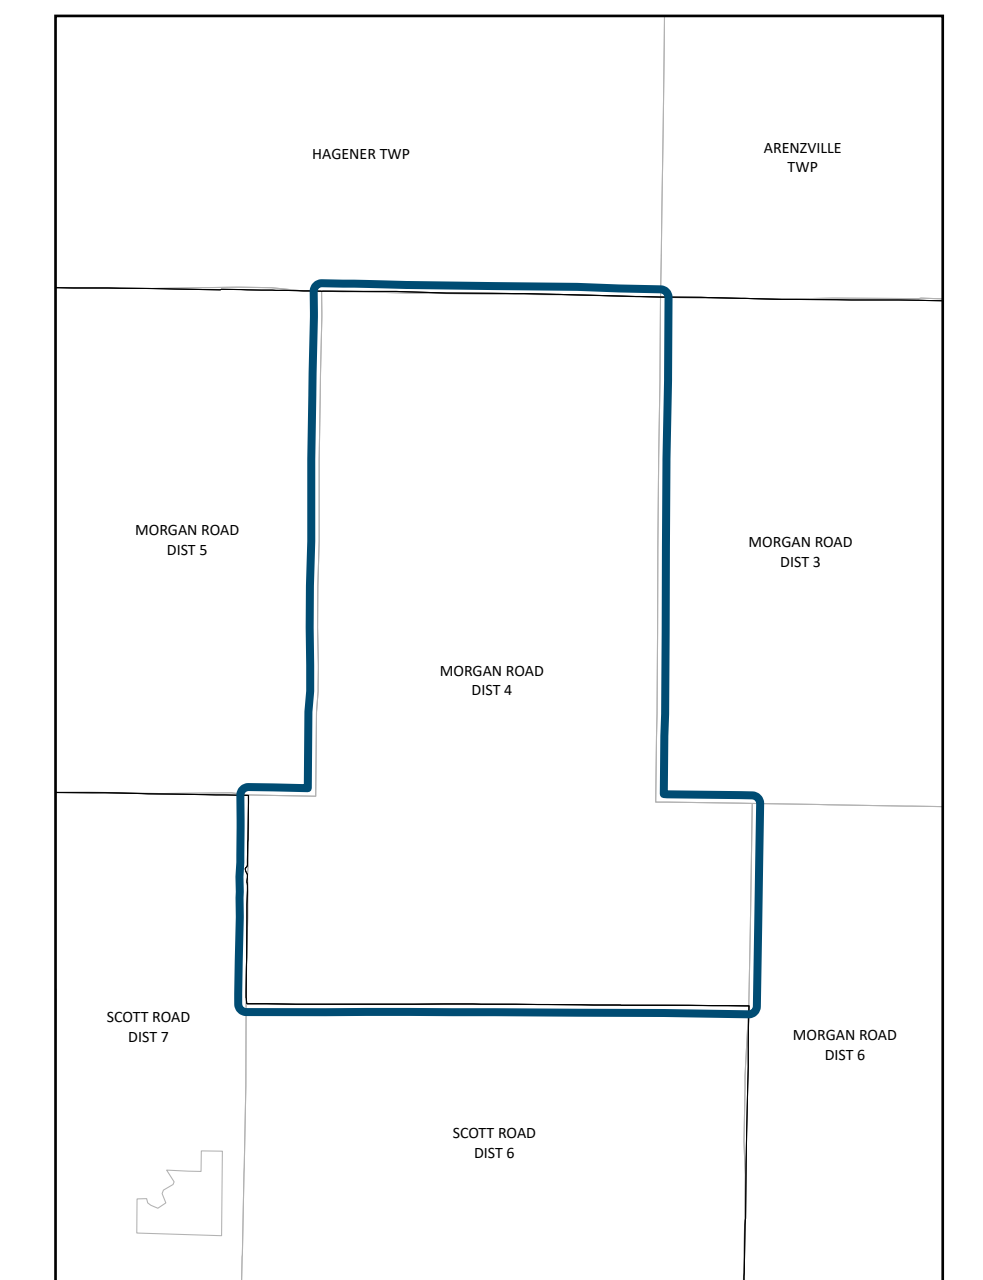 HAGENER TWP
ARENZVILLE
TWP
MORGAN ROAD
DIST 5
MORGAN ROAD
DIST 3
MORGAN ROAD
DIST 4
SCOTT ROAD
DIST 7
MORGAN ROAD
DIST 6
SCOTT ROAD
DIST 6